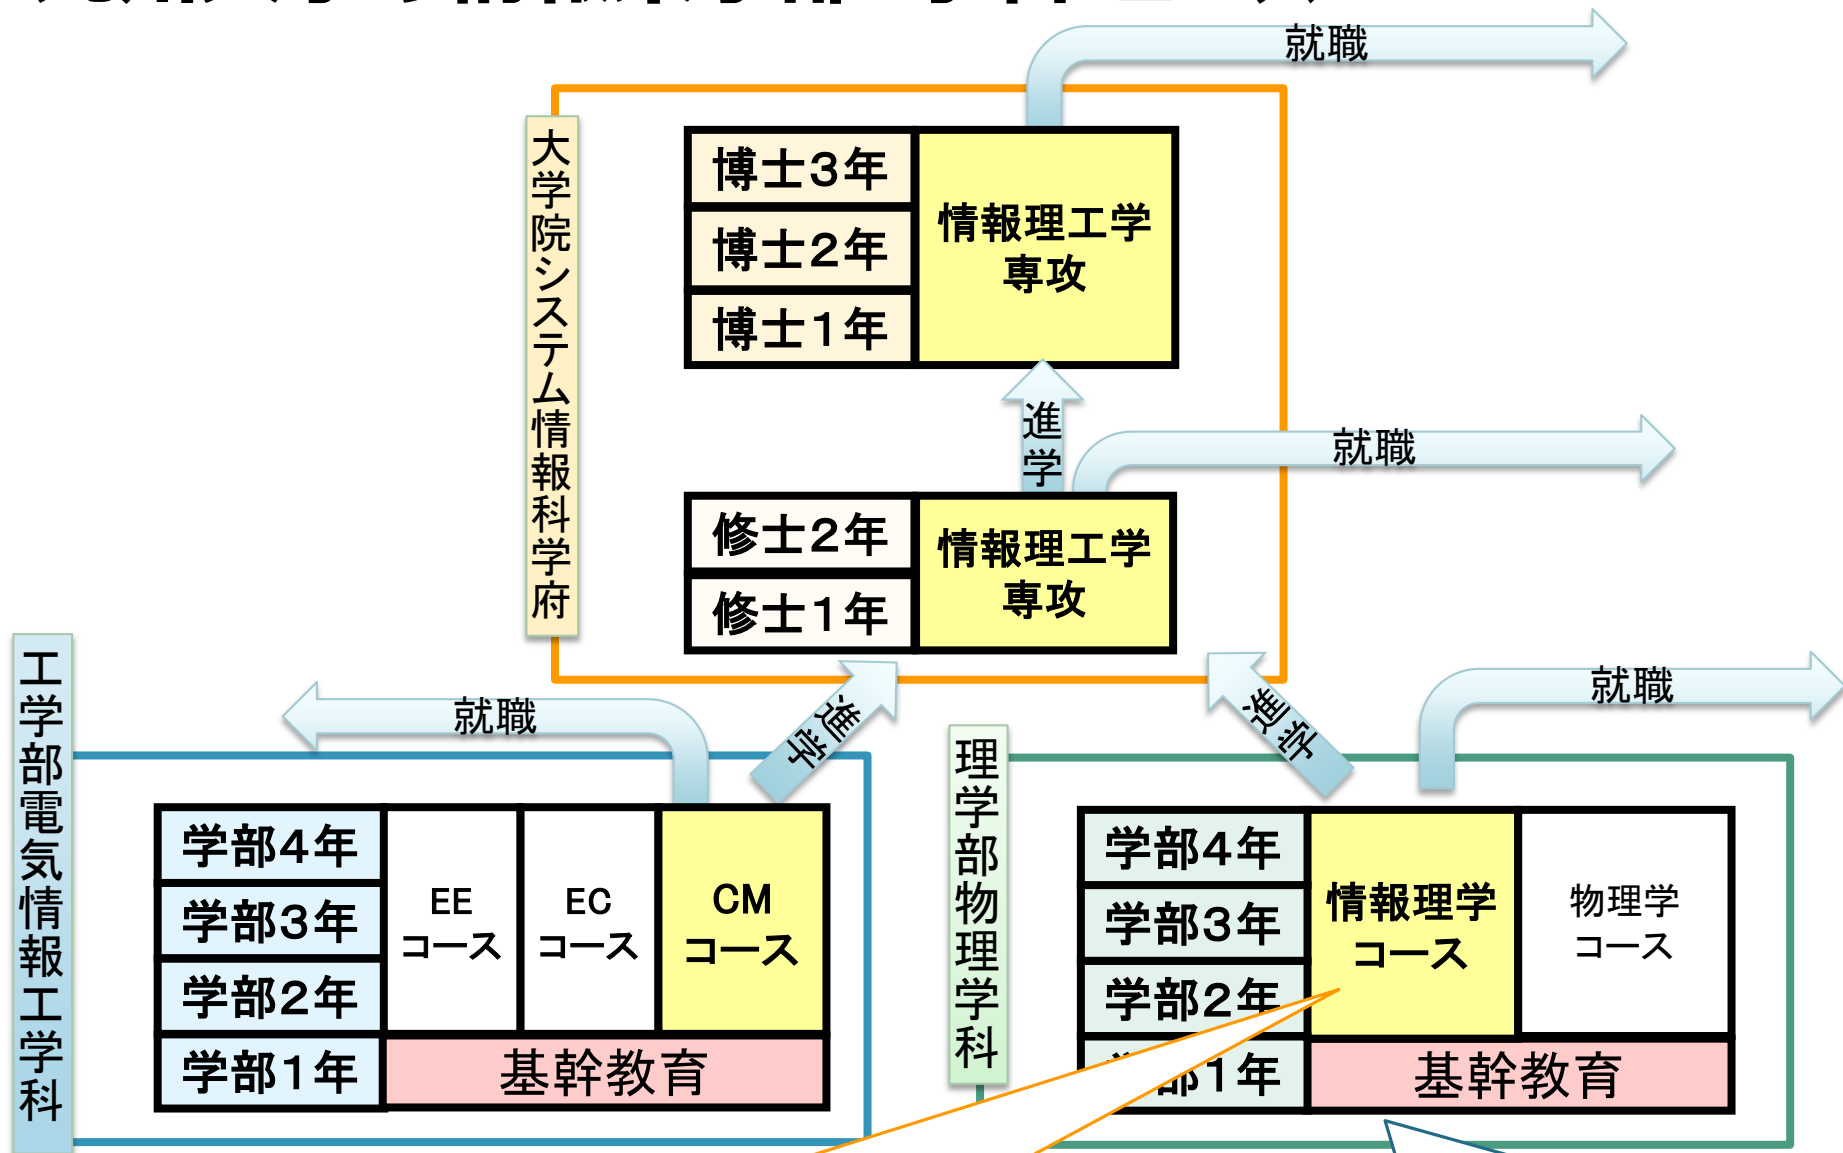 就職
大学院システム情報科学府
博士３年
博士２年
博士１年
情報理工学
専攻
進学
就職
修士２年
修士１年
情報理工学
専攻
進学
進学
就職
就職
工学部電気情報工学科
学部４年
学部３年
学部２年
学部１年
EE
コース
EC
コース
CM
コース
基幹教育
理学部物理学科
学部４年
学部３年
学部２年
学部１年
情報理学
コース
物理学
コース
基幹教育